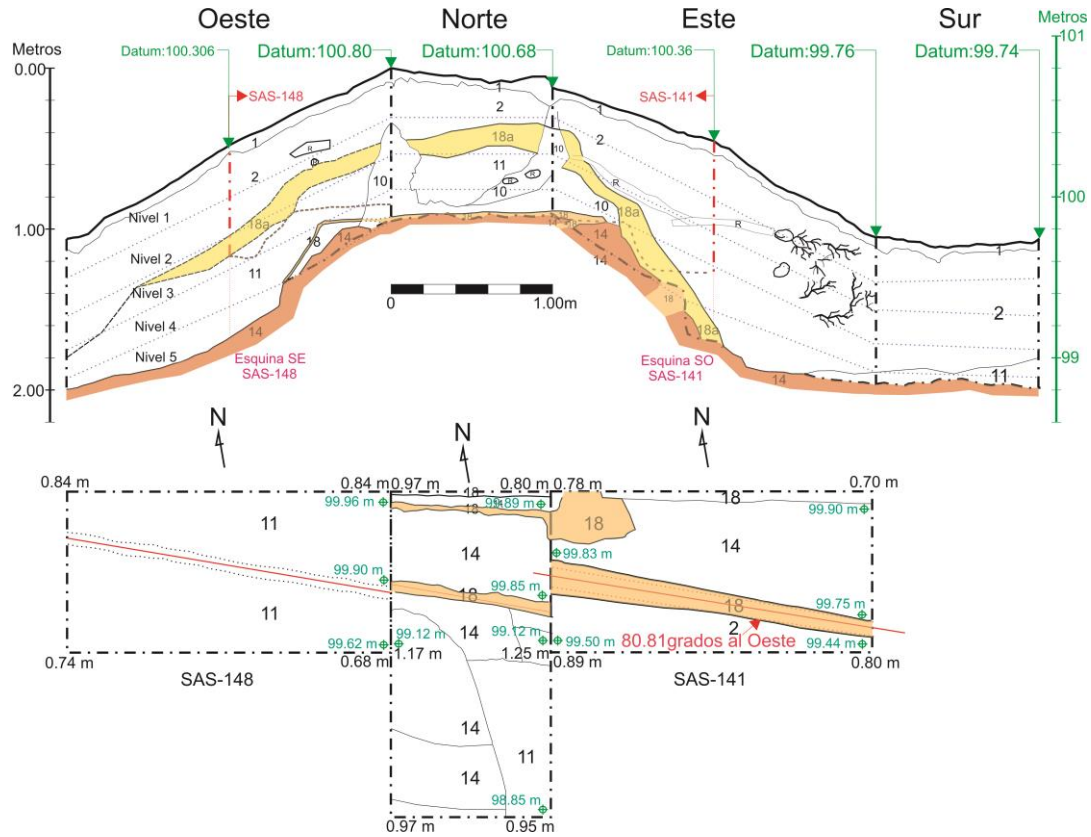 Oeste Norte Este Sur
Metros
Metros
Datum:100.306
Datum:100.80
Datum:100.68
Datum:100.36
Datum:99.76
Datum:99.74
101
0.00
SAS-148
SAS-141
1
1
1
1
2
2
2
2
100
18a
18a
18a
18a
R
R
R
R
R
11
10
10
10
10
Nivel 1
1.00
Nivel 2
Nivel 3
Nivel 4
Nivel 5
18
14
18
14
18
14
14
18
11
14
0 1.00m
99
Esquina SE
SAS-148
Esquina SO
SAS-141
14
11
2.00
N
N
N
0.84 m
0.84 m
0.97 m
0.80 m
0.78 m
0.70 m
99.96 m
18
99.89 m
18
18
18
99.90 m
11
14
14
99.83 m
99.90 m
99.85 m
18
18
99.75 m
11
14
2
80.81grados al Oeste
99.62 m
99.12 m
99.12 m
99.50 m
99.44 m
0.74 m
0.68 m
1.17 m
1.25 m
0.89 m
0.80 m
SAS-148
SAS-141
14
11
14
98.85 m
0.97 m
0.95 m